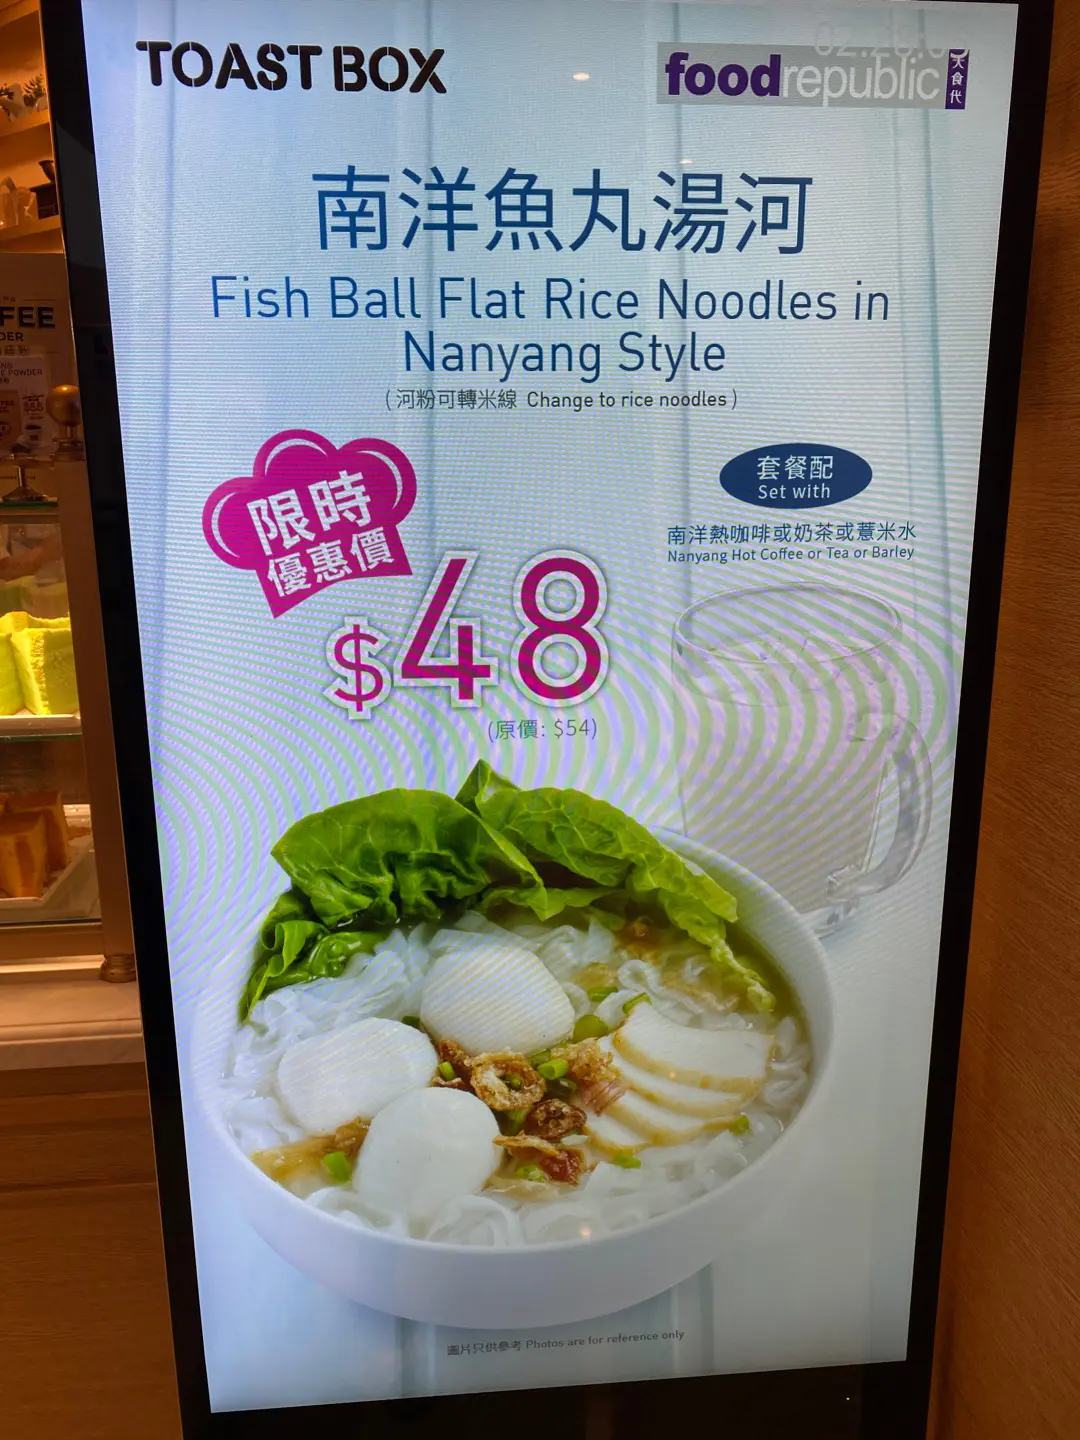 TOAST BOX
foodrepublic
大食代
南洋魚丸湯河
Fish Ball Flat Rice Noodles in
Nanyang Style
(河粉可轉米線 Change to rice noodles)
限時
優惠價
$48
(原價: $54)
套餐配
Set with
南洋熱咖啡或奶茶或薏米水
Nanyang Hot Coffee or Tea or Barley
圖片只供參考 Photos are for reference only
FEE
DER
E POWDER